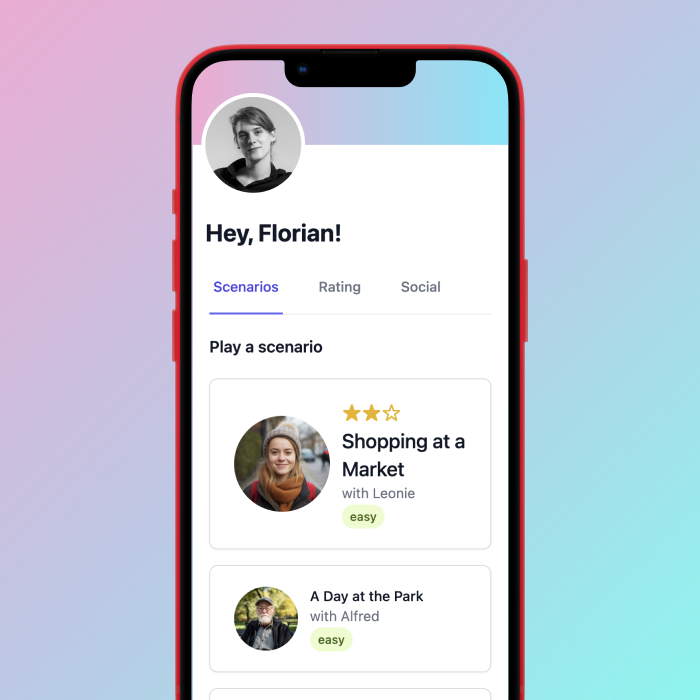 Hey, Florian!
Scenarios Rating Social
Play a scenario
Shopping at a
Market
with Leonie
easy
A Day at the Park
with Alfred
easy